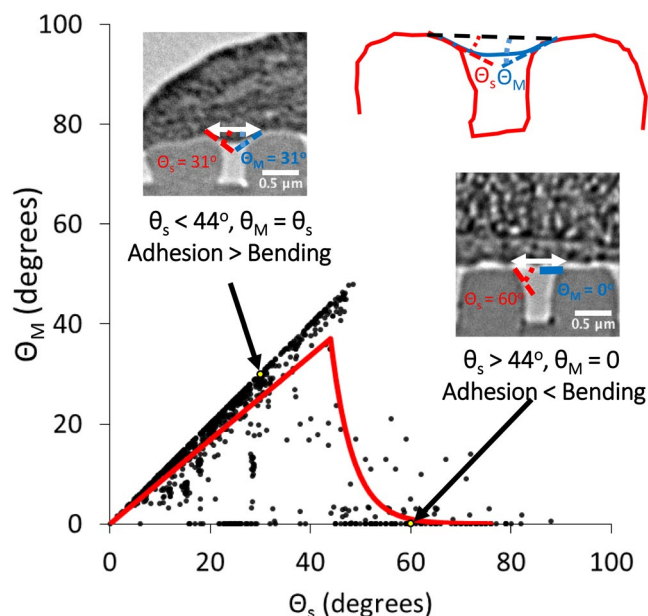 100
80
60
40
20
0
Θ_M (degrees)
Θ_s = 31°
Θ_M = 31°
0.5 μm
θ_s < 44°, θ_M = θ_s
Adhesion > Bending
Θ_s Θ_M
Θ_s = 60°
Θ_M = 0°
0.5 μm
θ_s > 44°, θ_M = 0
Adhesion < Bending
0 20 40 60 80 100
Θ_s (degrees)